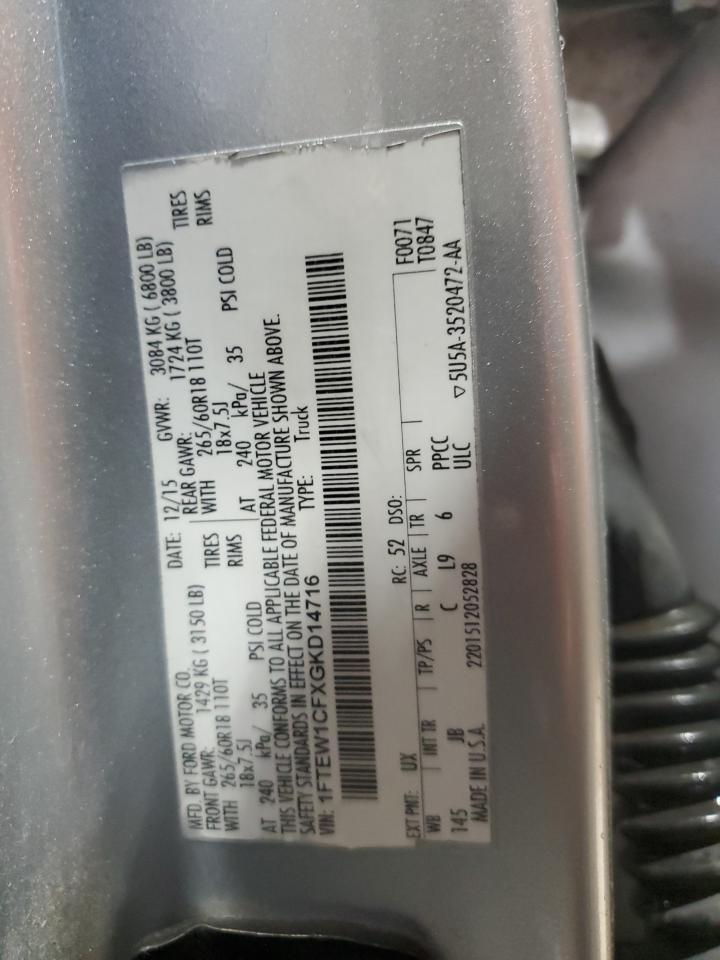 MFD. BY FORD MOTOR CO. DATE: 12/15 GVWR: 3084 KG ( 6800 LB)
FRONT GAWR: 1429 KG ( 3150 LB) REAR GAWR: 1724 KG ( 3800 LB)
WITH 265/60R18 110T TIRES WITH 265/60R18 110T TIRES
18x7.5J RIMS 18x7.5J RIMS
AT 240 kPa/ 35 PSI COLD AT 240 kPa/ 35 PSI COLD
THIS VEHICLE CONFORMS TO ALL APPLICABLE FEDERAL MOTOR VEHICLE
SAFETY STANDARDS IN EFFECT ON THE DATE OF MANUFACTURE SHOWN ABOVE.
VIN: 1FTEW1CFXGKD14716 TYPE: Truck
EXT PNT: UX RC: 52 DSO: F0071
WB INT TR TP/PS R AXLE TR SPR T0847
145 JB C L9 6 PPCC
MADE IN U.S.A. 2201512052828 ULC ▽5U5A-3520472-AA